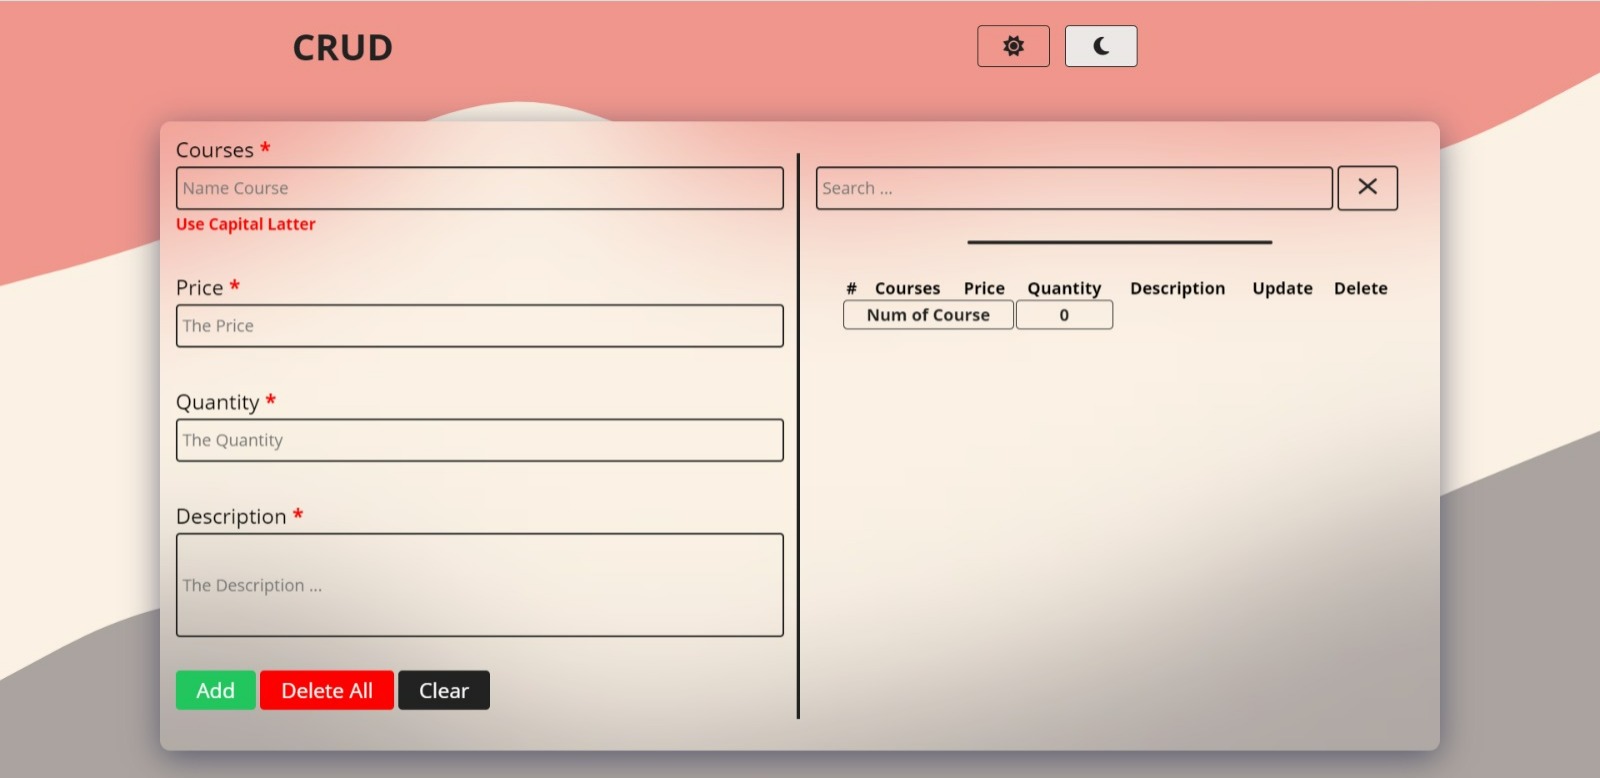 CRUD
Courses *
Name Course
Use Capital Latter
Price *
The Price
Quantity *
The Quantity
Description *
The Description ...
Add Delete All Clear
Search ...
# Courses Price Quantity Description Update Delete
Num of Course 0